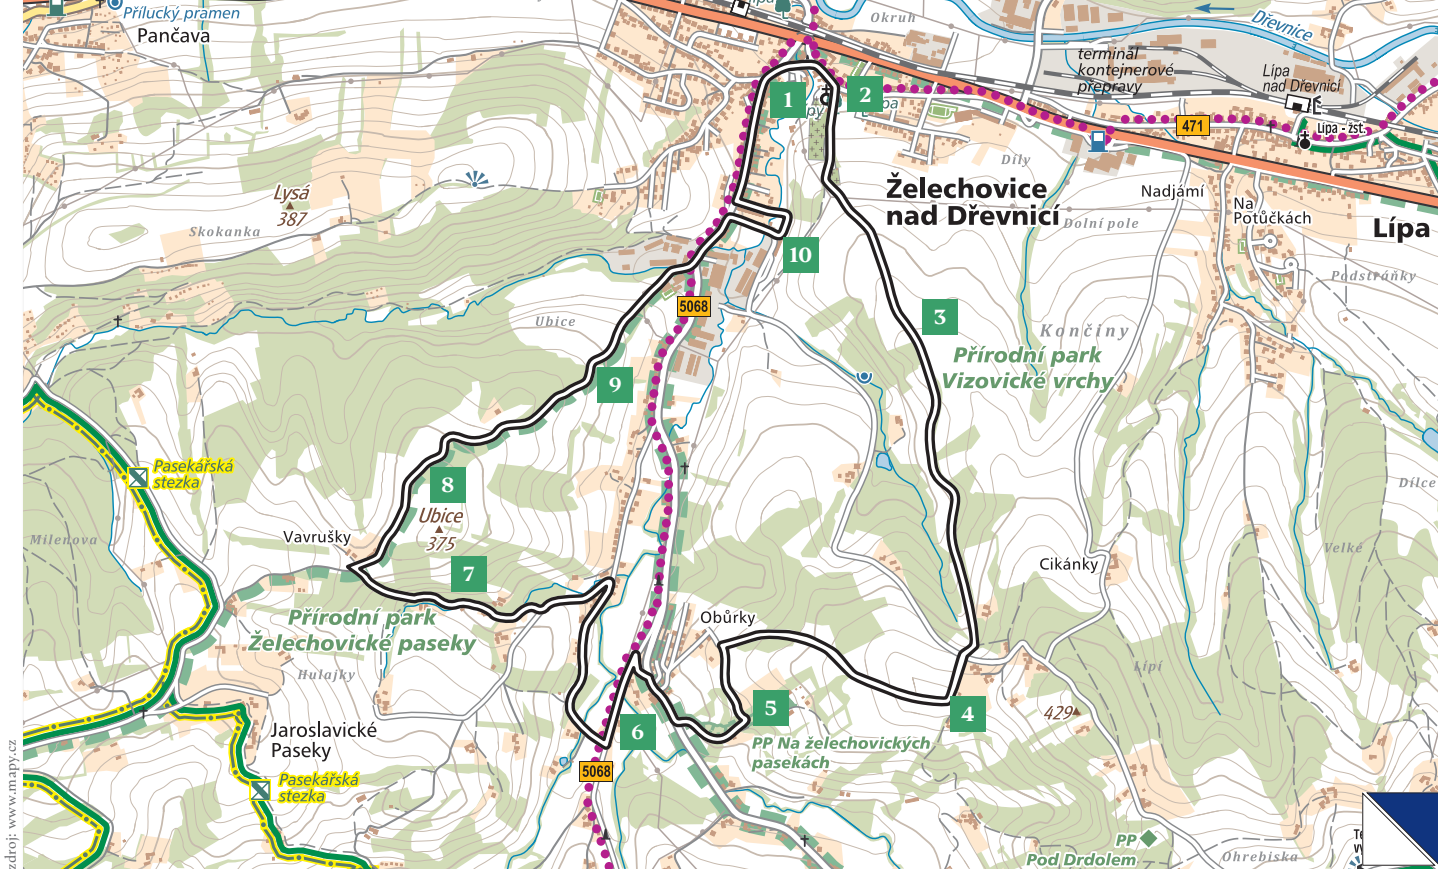 Přílucký pramen
Pančava
Okruh
Dřevnice
terminál
kontejnerové
přepravy
Lípa
nad Dřevnicí
1
2
471
Lípa - žst.
Díly
Želechovice
nad Dřevnicí
Nadjámí
Na
Potůčkách
Dolní pole
Lípa
Lysá
387
Skokanka
10
Podstráňky
5068
3
Ubice
Končiny
Přírodní park
Vizovické vrchy
9
Pasekářská
stezka
8
Ubice
375
Dílce
Milenova
Vavrušky
Velké
7
Cikánky
Přírodní park
Želechovické paseky
Obůrky
Hulajky
Lipí
5
4
429
6
Jaroslavické
Paseky
PP Na želechovických
pasekách
5068
Pasekářská
stezka
PP
Pod Drdolem
Ohrebiska
zdroj: www.mapy.cz